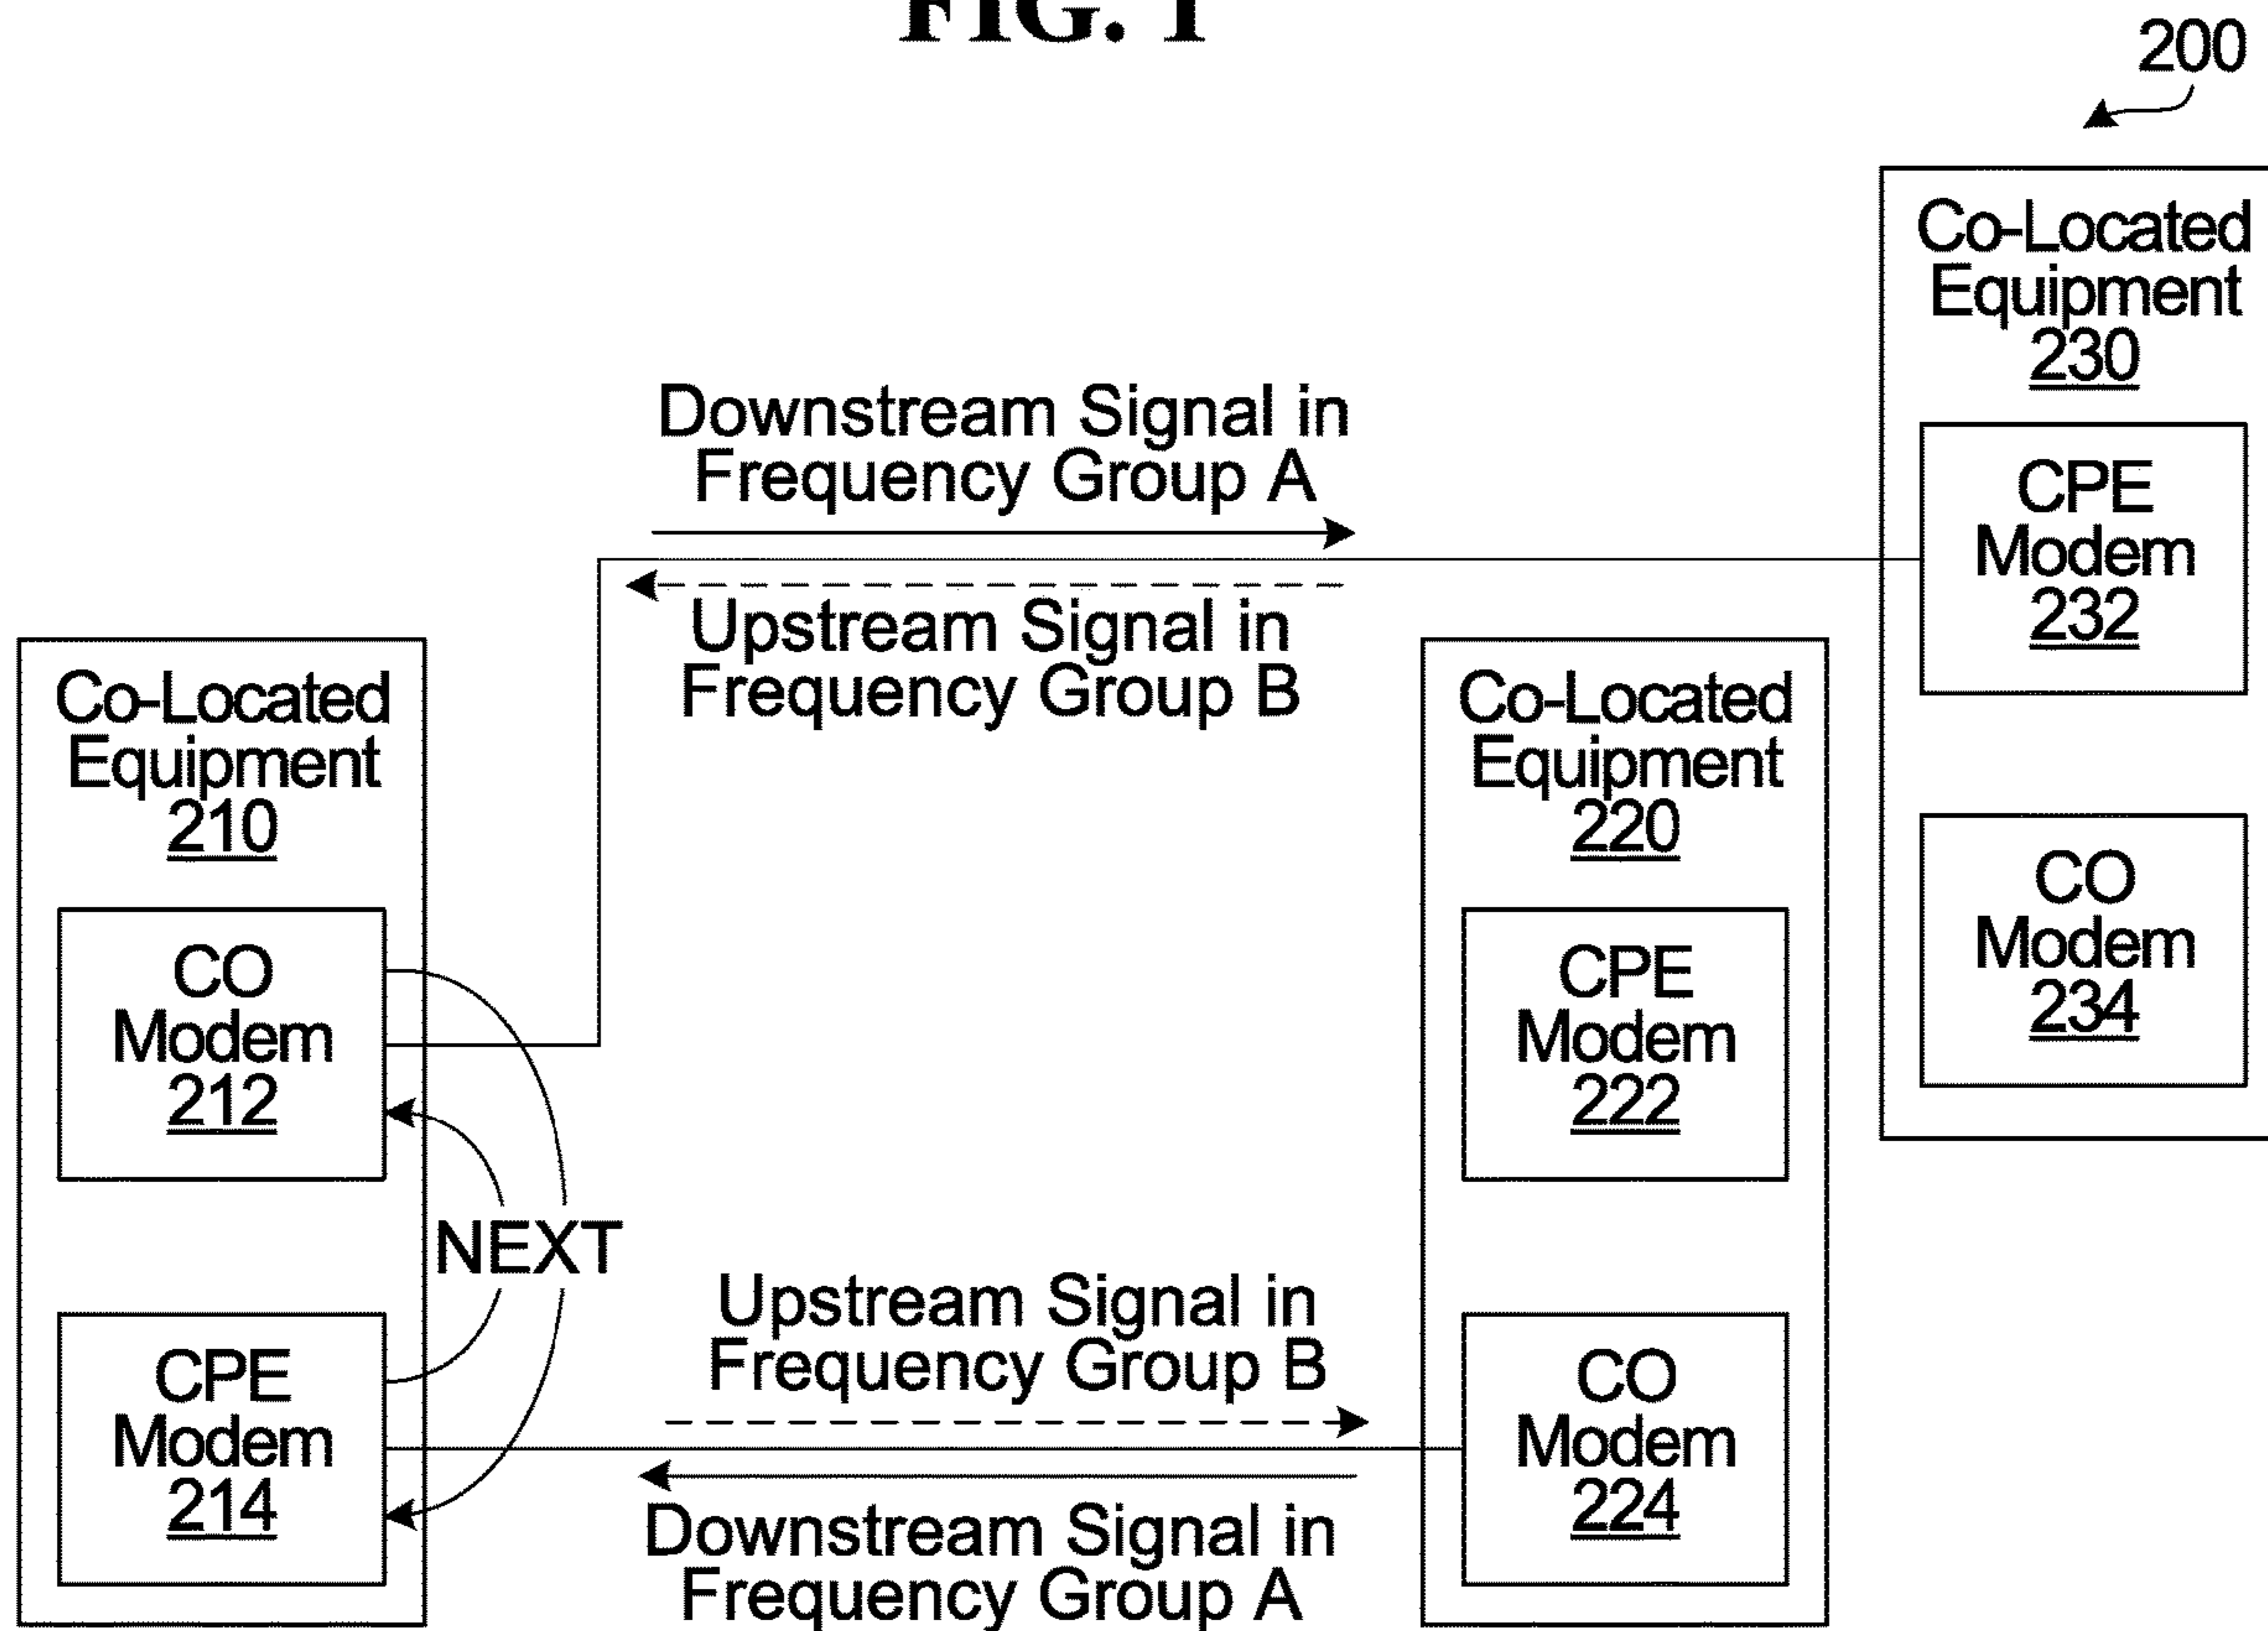 FIG. 1
200
Co-Located
Equipment
230
CPE
Modem
232
CO
Modem
234
Downstream Signal in
Frequency Group A
Upstream Signal in
Frequency Group B
Co-Located
Equipment
210
CO
Modem
212
CPE
Modem
214
NEXT
Co-Located
Equipment
220
CPE
Modem
222
CO
Modem
224
Upstream Signal in
Frequency Group B
Downstream Signal in
Frequency Group A